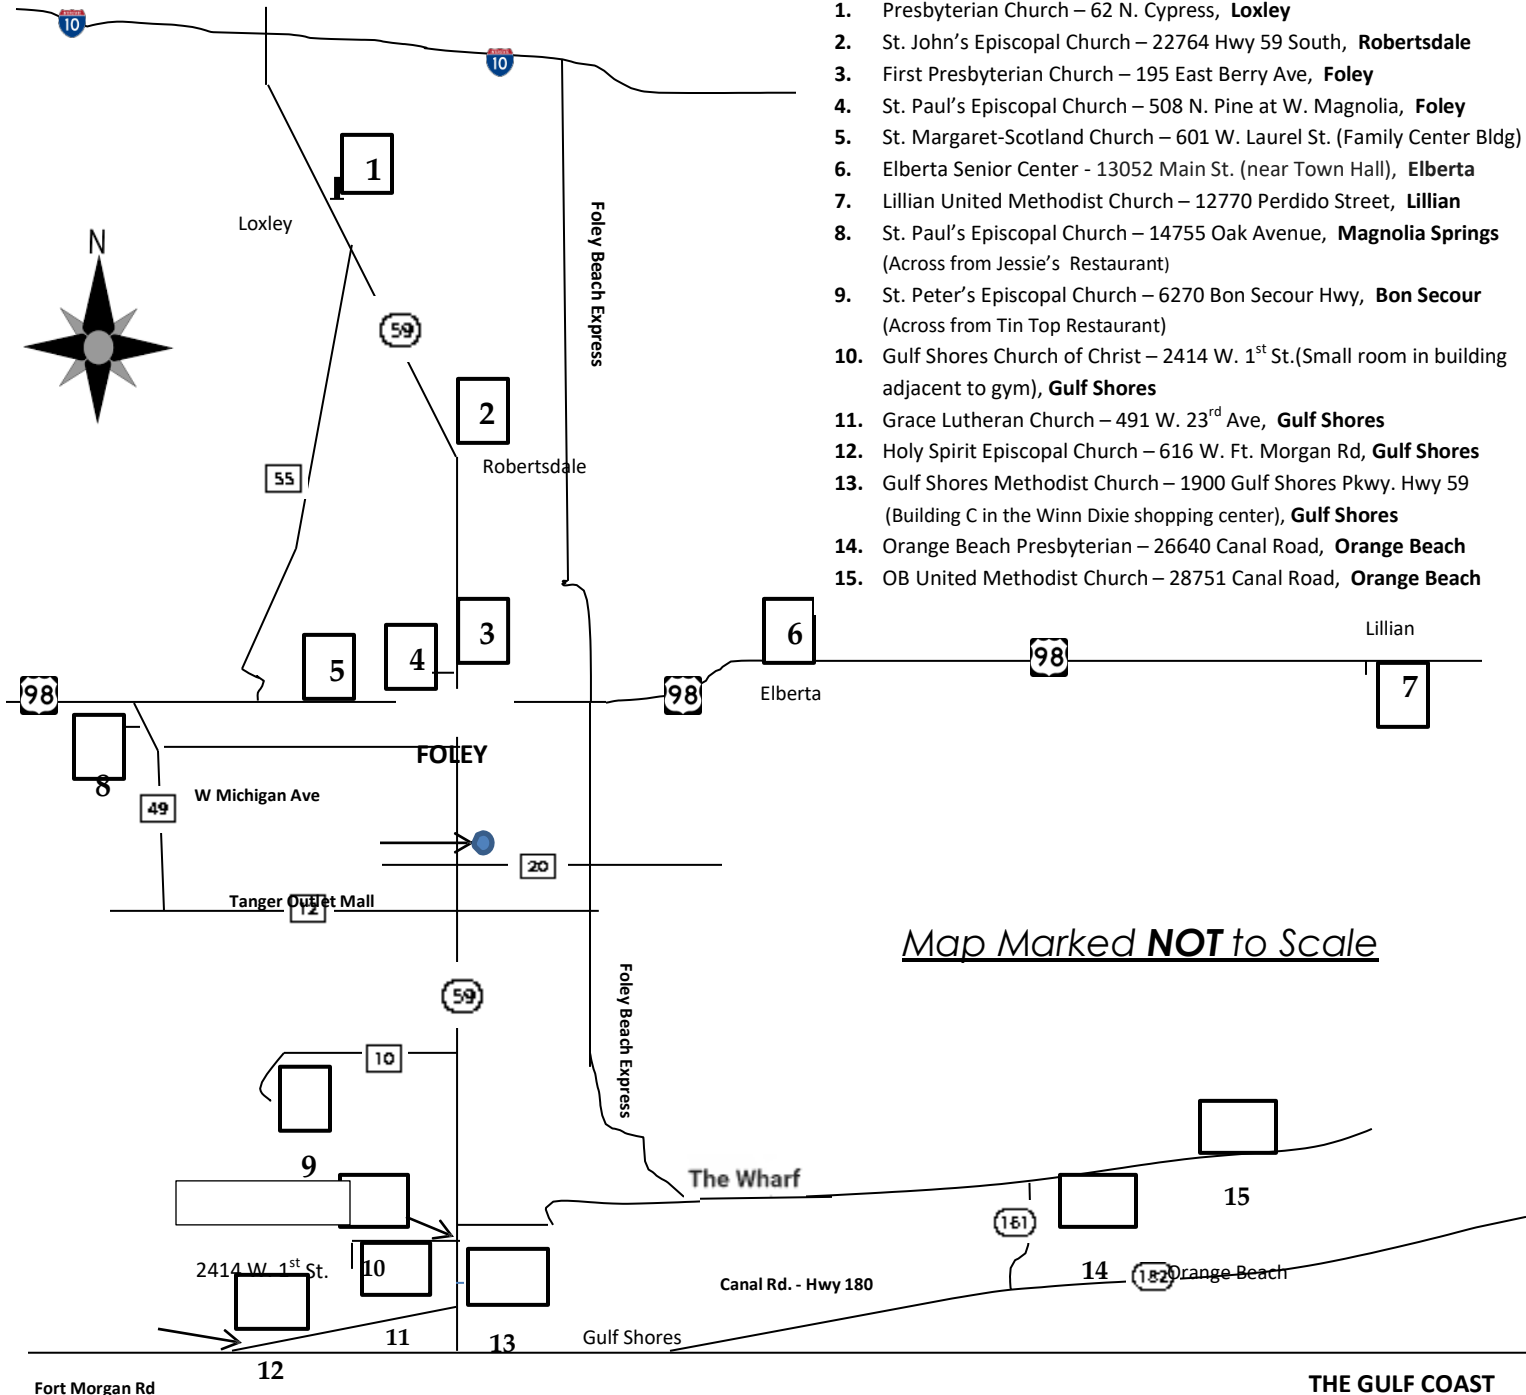 1. Presbyterian Church – 62 N. Cypress, Loxley
2. St. John’s Episcopal Church – 22764 Hwy 59 South, Robertsdale
3. First Presbyterian Church – 195 East Berry Ave, Foley
4. St. Paul’s Episcopal Church – 508 N. Pine at W. Magnolia, Foley
5. St. Margaret-Scotland Church – 601 W. Laurel St. (Family Center Bldg)
6. Elberta Senior Center - 13052 Main St. (near Town Hall), Elberta
7. Lillian United Methodist Church – 12770 Perdido Street, Lillian
8. St. Paul’s Episcopal Church – 14755 Oak Avenue, Magnolia Springs
(Across from Jessie’s Restaurant)
9. St. Peter’s Episcopal Church – 6270 Bon Secour Hwy, Bon Secour
(Across from Tin Top Restaurant)
10. Gulf Shores Church of Christ – 2414 W. 1st St.(Small room in building
adjacent to gym), Gulf Shores
11. Grace Lutheran Church – 491 W. 23rd Ave, Gulf Shores
12. Holy Spirit Episcopal Church – 616 W. Ft. Morgan Rd, Gulf Shores
13. Gulf Shores Methodist Church – 1900 Gulf Shores Pkwy. Hwy 59
(Building C in the Winn Dixie shopping center), Gulf Shores
14. Orange Beach Presbyterian – 26640 Canal Road, Orange Beach
15. OB United Methodist Church – 28751 Canal Road, Orange Beach
10
10
1
Loxley
Foley Beach Express
N
59
2
Robertsdale
55
3
4
5
6
Lillian
98
98
98
Elberta
7
FOLEY
8
49
W Michigan Ave
20
Tanger Outlet Mall
12
Map Marked NOT to Scale
59
Foley Beach Express
10
9
The Wharf
15
161
2414 W. 1st St.
10
14
182
Orange Beach
Canal Rd. - Hwy 180
11
13
Gulf Shores
12
Fort Morgan Rd
THE GULF COAST